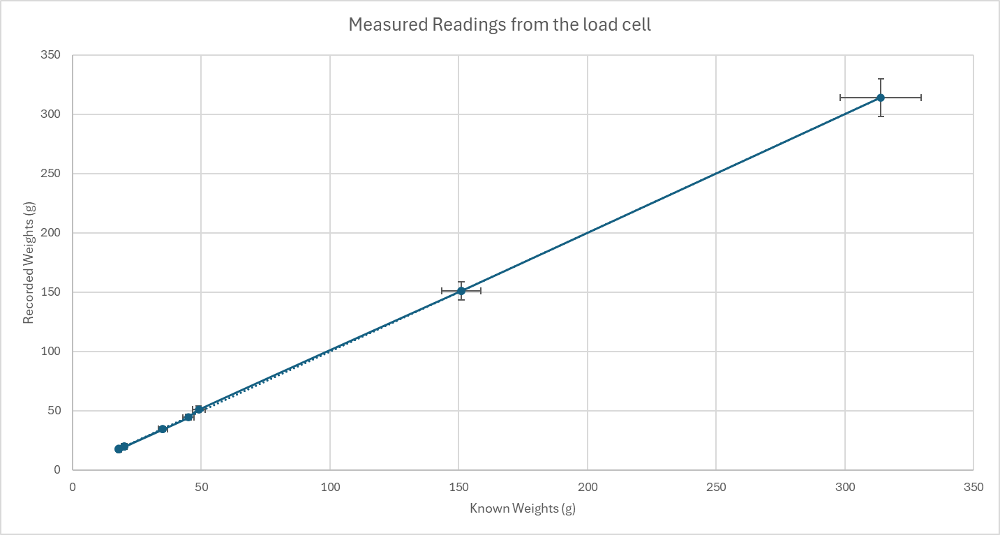 Measured Readings from the load cell
350
300
250
200
150
100
50
0
Recorded Weights (g)
0 50 100 150 200 250 300 350
Known Weights (g)